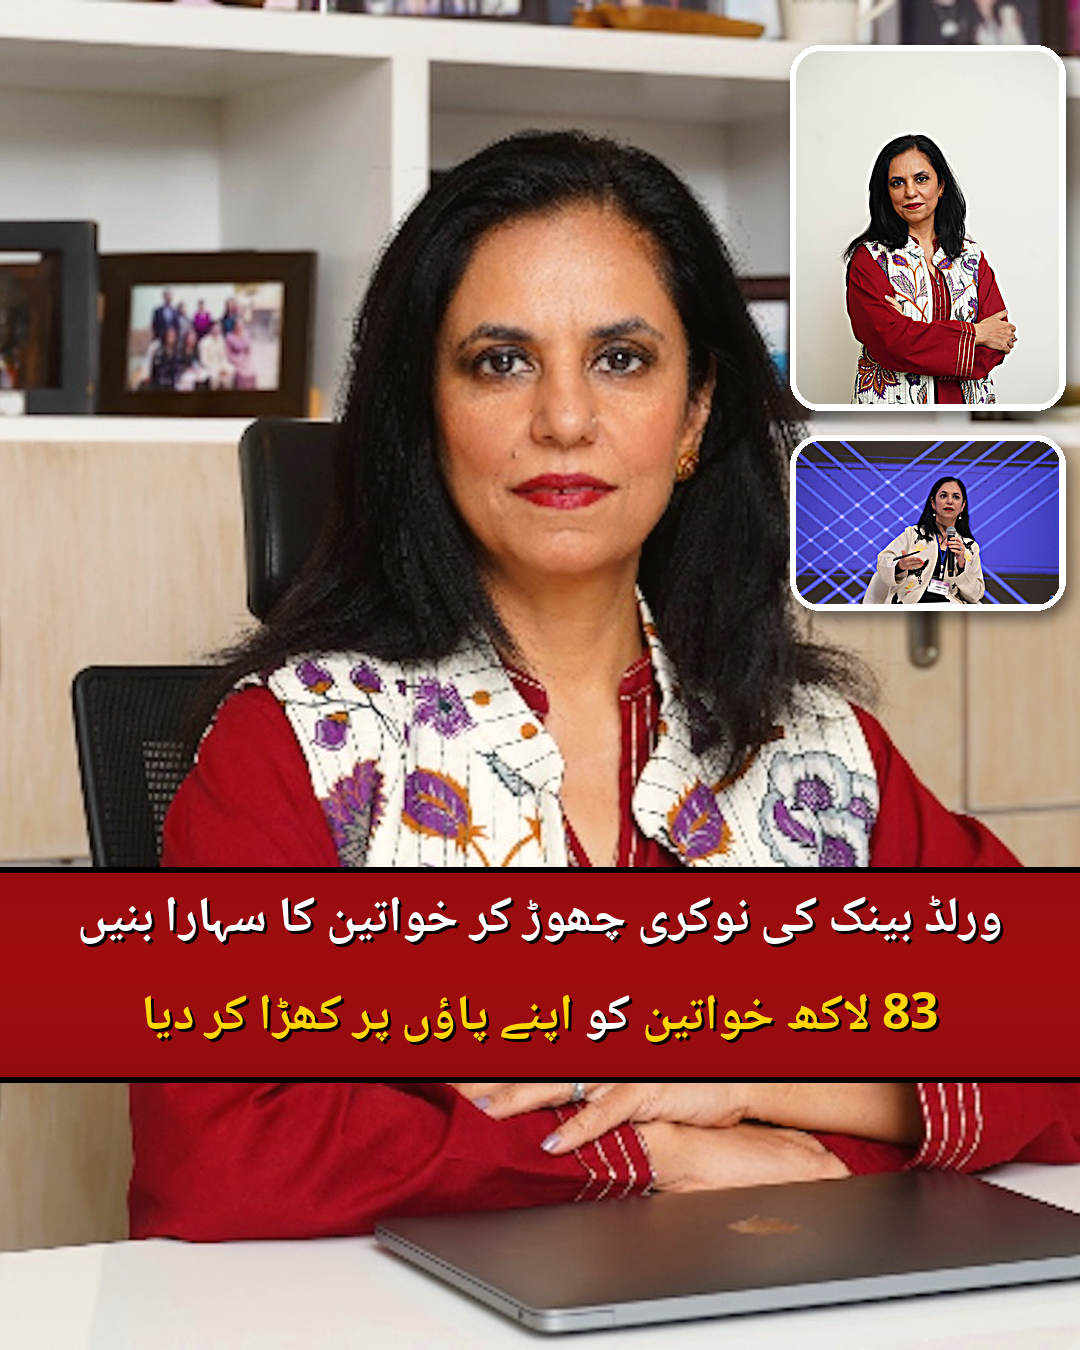 ورلڈ بینک کی نوکری چھوڑ کر خواتین کا سہارا بنیں
83 لاکھ خواتین کو اپنے پاؤں پر کھڑا کر دیا